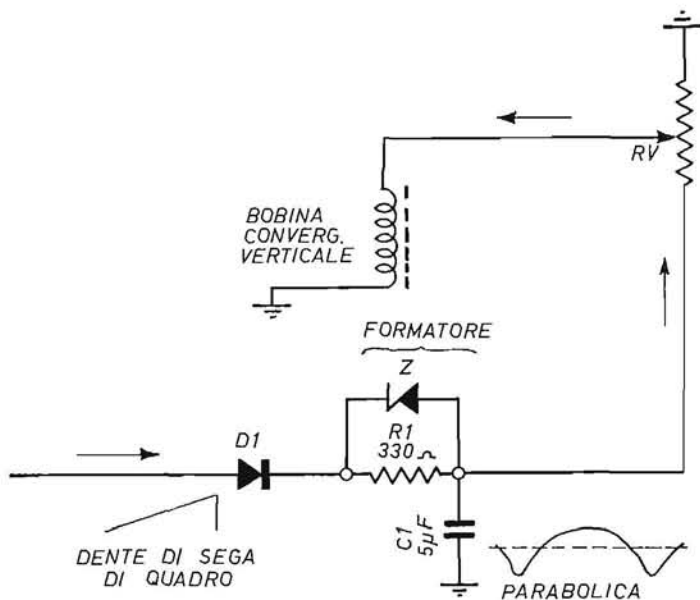 RV
BOBINA
CONVERG.
VERTICALE
FORMATORE
Z
D1
R1
330 Ω
C1
5µF
DENTE DI SEGA
DI QUADRO
PARABOLICA